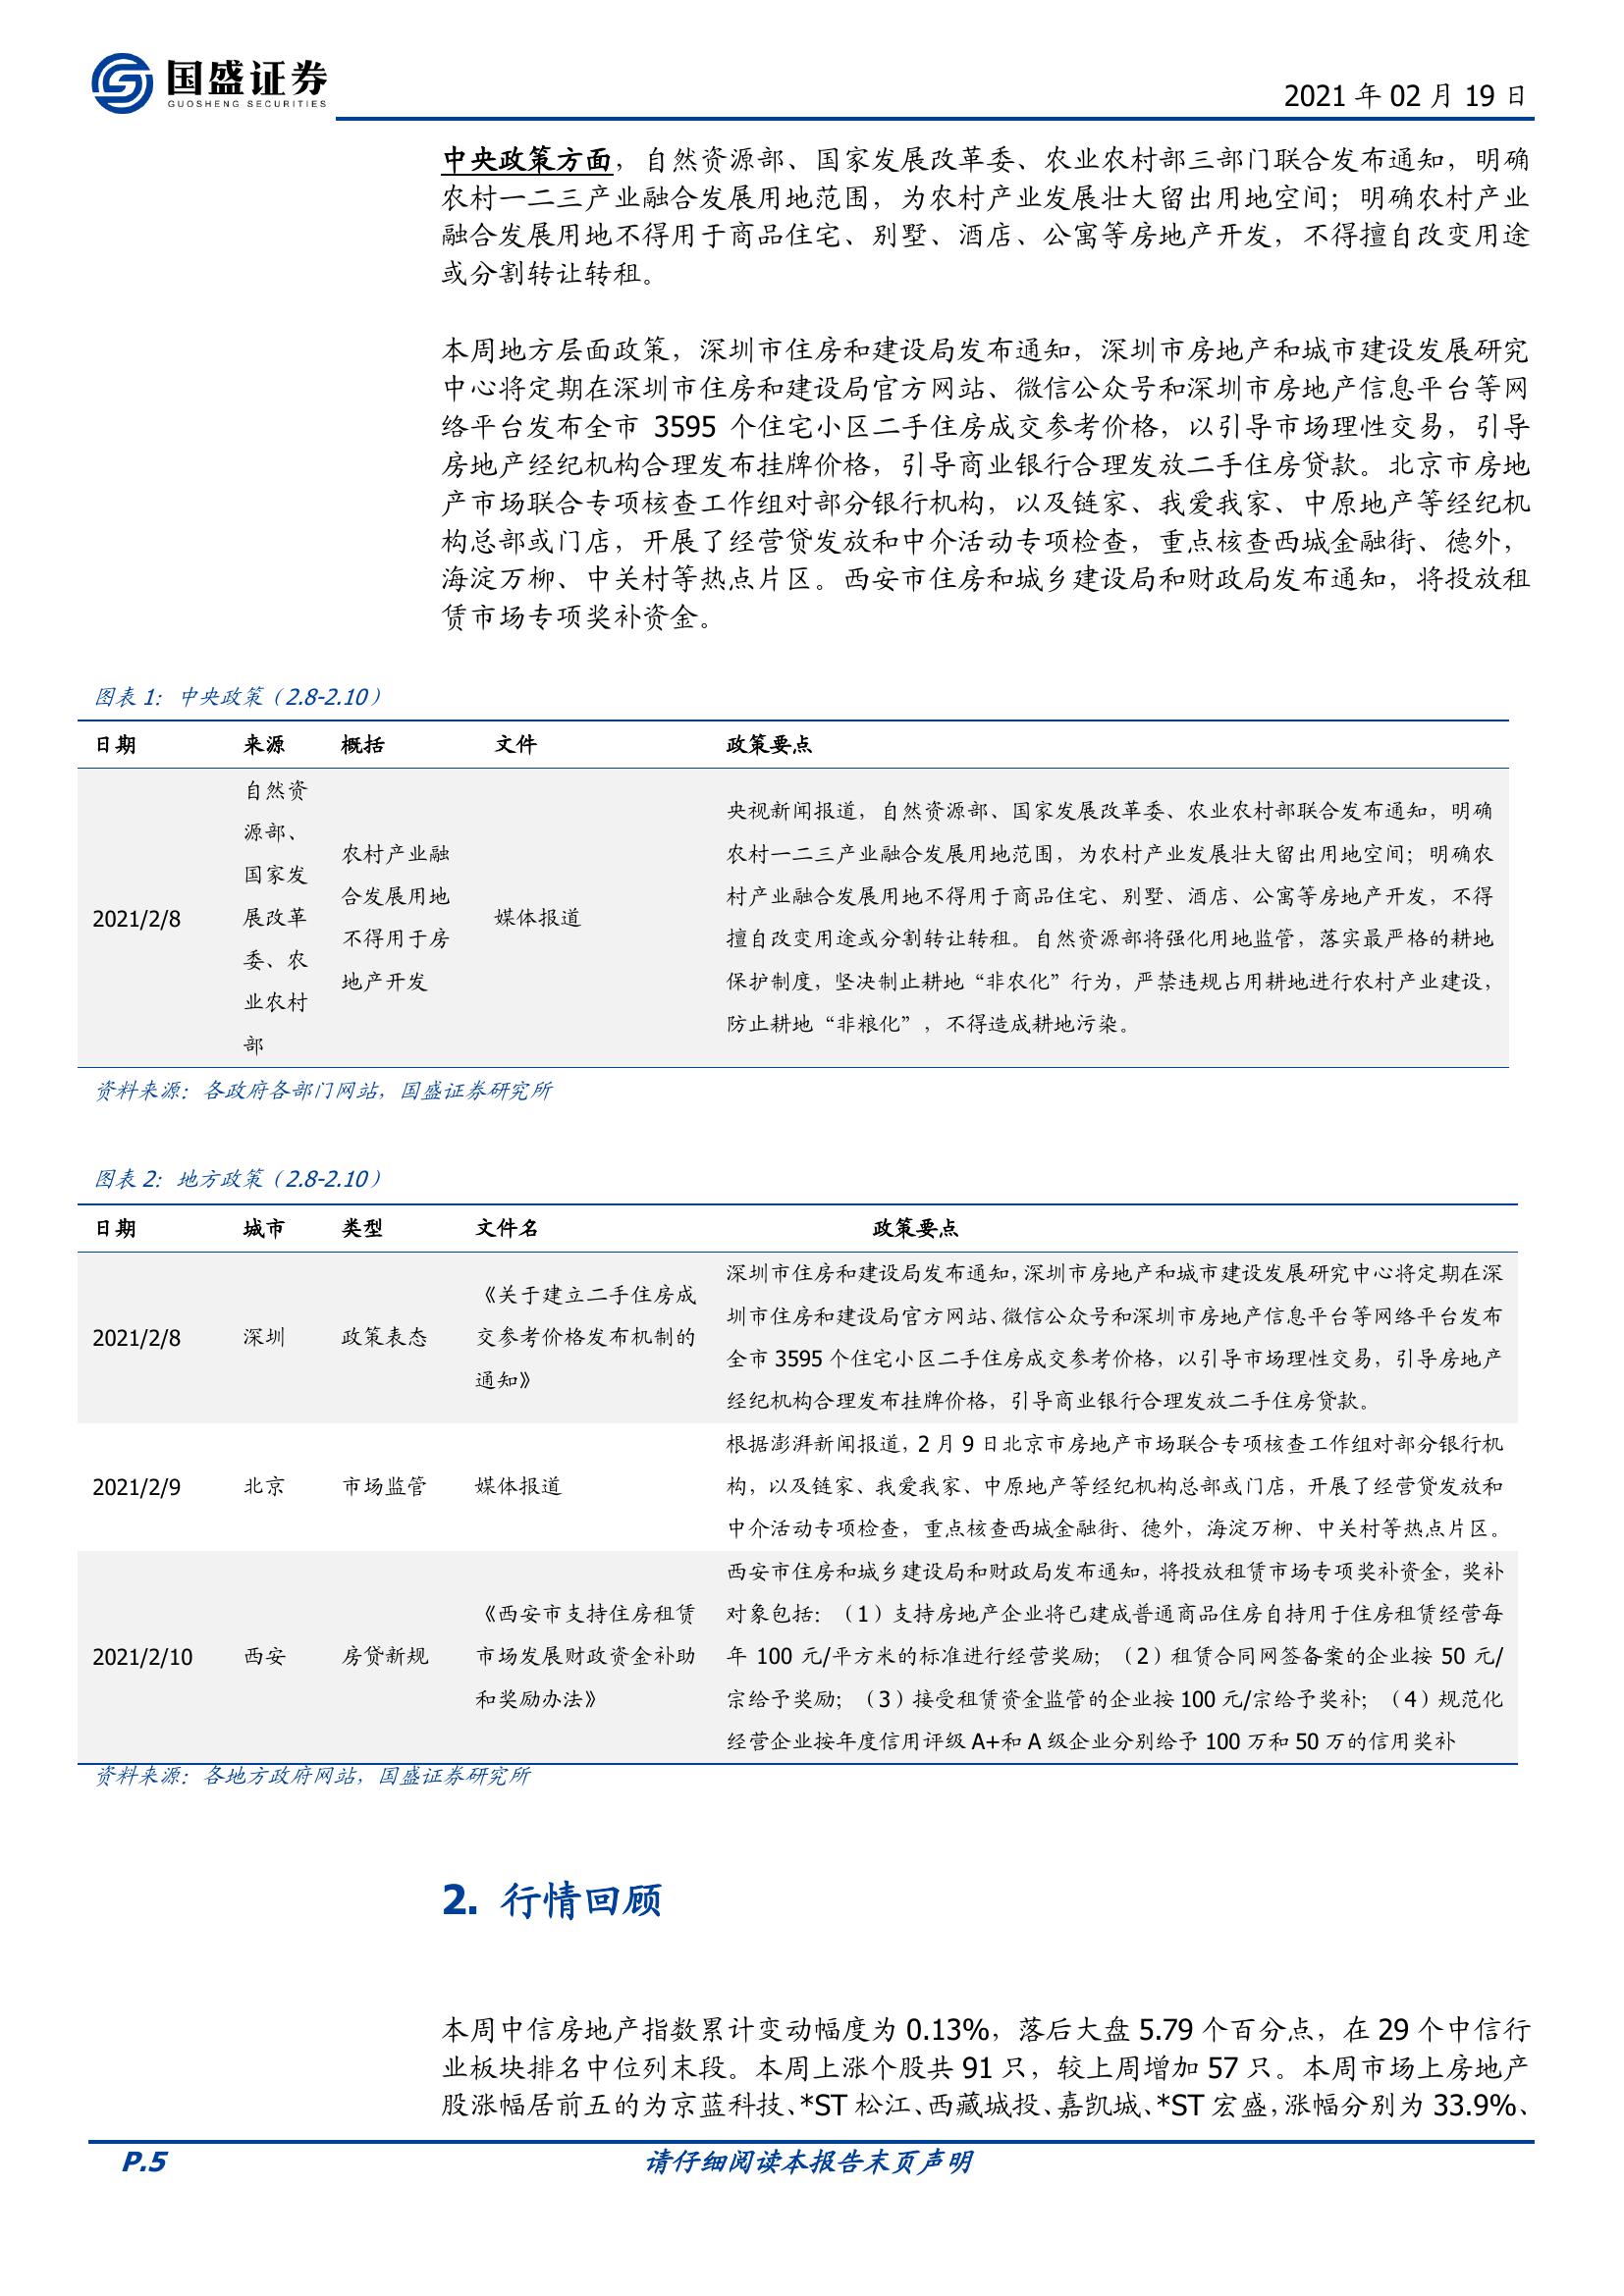 国盛证券
GUOSHENG SECURITIES
2021 年 02 月 19 日
中央政策方面，自然资源部、国家发展改革委、农业农村部三部门联合发布通知，明确
农村一二三产业融合发展用地范围，为农村产业发展壮大留出用地空间；明确农村产业
融合发展用地不得用于商品住宅、别墅、酒店、公寓等房地产开发，不得擅自改变用途
或分割转让转租。
本周地方层面政策，深圳市住房和建设局发布通知，深圳市房地产和城市建设发展研究
中心将定期在深圳市住房和建设局官方网站、微信公众号和深圳市房地产信息平台等网
络平台发布全市 3595 个住宅小区二手住房成交参考价格，以引导市场理性交易，引导
房地产经纪机构合理发布挂牌价格，引导商业银行合理发放二手住房贷款。北京市房地
产市场联合专项核查工作组对部分银行机构，以及链家、我爱我家、中原地产等经纪机
构总部或门店，开展了经营贷发放和中介活动专项检查，重点核查西城金融街、德外，
海淀万柳、中关村等热点片区。西安市住房和城乡建设局和财政局发布通知，将投放租
赁市场专项奖补资金。
图表 1：中央政策（2.8-2.10）
日期 来源 概括 文件 政策要点
2021/2/8
自然资
源部、
国家发
展改革
委、农
业农村
部
农村产业融
合发展用地
不得用于房
地产开发
媒体报道
央视新闻报道，自然资源部、国家发展改革委、农业农村部联合发布通知，明确
农村一二三产业融合发展用地范围，为农村产业发展壮大留出用地空间；明确农
村产业融合发展用地不得用于商品住宅、别墅、酒店、公寓等房地产开发，不得
擅自改变用途或分割转让转租。自然资源部将强化用地监管，落实最严格的耕地
保护制度，坚决制止耕地“非农化”行为，严禁违规占用耕地进行农村产业建设，
防止耕地“非粮化”，不得造成耕地污染。
资料来源：各政府各部门网站，国盛证券研究所
图表 2：地方政策（2.8-2.10）
日期 城市 类型 文件名 政策要点
2021/2/8 深圳 政策表态
《关于建立二手住房成
交参考价格发布机制的
通知》
深圳市住房和建设局发布通知，深圳市房地产和城市建设发展研究中心将定期在深
圳市住房和建设局官方网站、微信公众号和深圳市房地产信息平台等网络平台发布
全市 3595 个住宅小区二手住房成交参考价格，以引导市场理性交易，引导房地产
经纪机构合理发布挂牌价格，引导商业银行合理发放二手住房贷款。
2021/2/9 北京 市场监管 媒体报道
根据澎湃新闻报道，2 月 9 日北京市房地产市场联合专项核查工作组对部分银行机
构，以及链家、我爱我家、中原地产等经纪机构总部或门店，开展了经营贷发放和
中介活动专项检查，重点核查西城金融街、德外，海淀万柳、中关村等热点片区。
2021/2/10 西安 房贷新规
《西安市支持住房租赁
市场发展财政资金补助
和奖励办法》
西安市住房和城乡建设局和财政局发布通知，将投放租赁市场专项奖补资金，奖补
对象包括：（1）支持房地产企业将已建成普通商品住房自持用于住房租赁经营每
年 100 元/平方米的标准进行经营奖励；（2）租赁合同网签备案的企业按 50 元/
宗给予奖励；（3）接受租赁资金监管的企业按 100 元/宗给予奖补；（4）规范化
经营企业按年度信用评级 A+和 A 级企业分别给予 100 万和 50 万的信用奖补
资料来源：各地方政府网站，国盛证券研究所
2. 行情回顾
本周中信房地产指数累计变动幅度为 0.13%，落后大盘 5.79 个百分点，在 29 个中信行
业板块排名中位列末段。本周上涨个股共 91 只，较上周增加 57 只。本周市场上房地产
股涨幅居前五的为京蓝科技、*ST 松江、西藏城投、嘉凯城、*ST 宏盛，涨幅分别为 33.9%、
P.5 请仔细阅读本报告末页声明